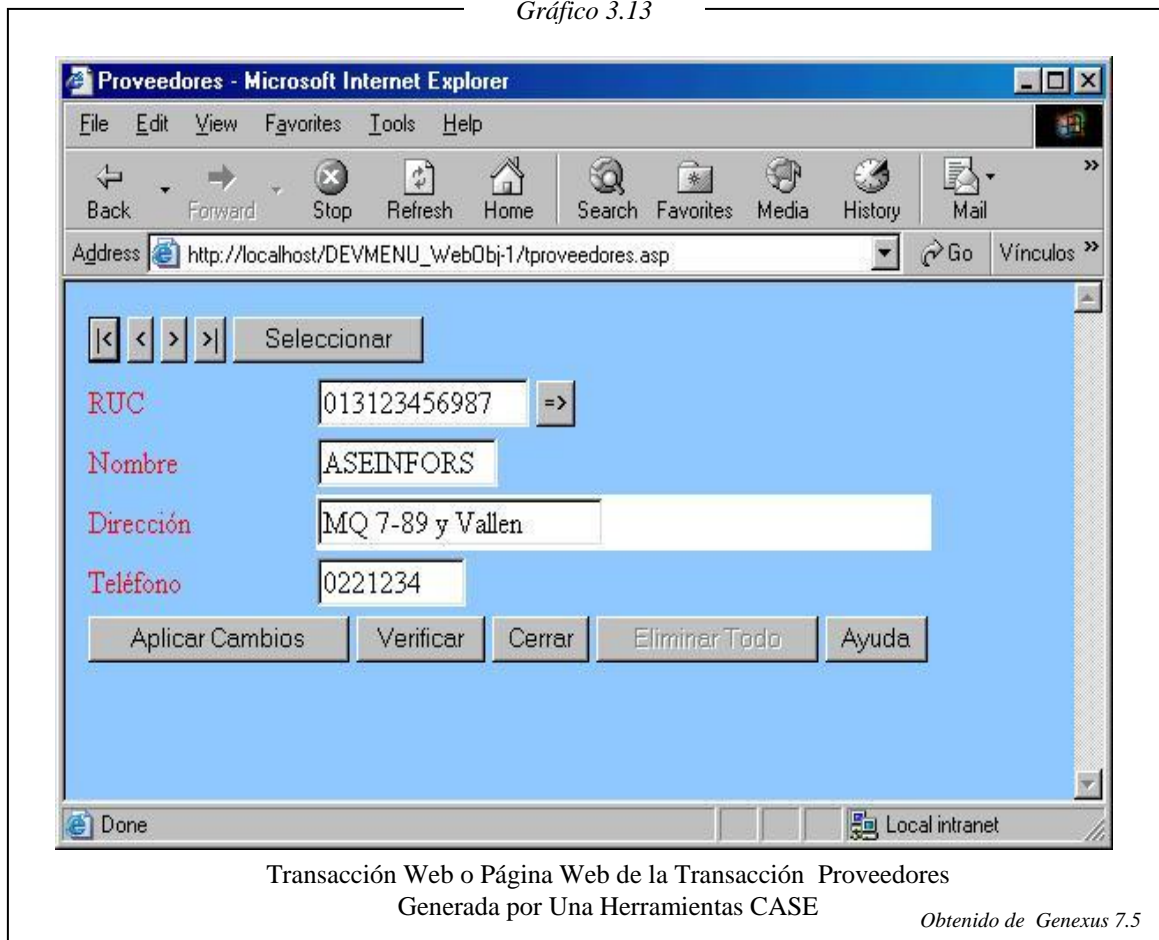 Gráfico 3.13
Proveedores - Microsoft Internet Explorer
File Edit View Favorites Tools Help
Back Forward Stop Refresh Home Search Favorites Media History Mail »
Address http://localhost/DEVMENU_WebObj-1/tproveedores.asp Go Vínculos »
|< < > >| Seleccionar
RUC 013123456987 =>
Nombre ASEINFORS
Dirección MQ 7-89 y Vallen
Teléfono 0221234
Aplicar Cambios Verificar Cerrar Eliminar Todo Ayuda
Done Local intranet
Transacción Web o Página Web de la Transacción Proveedores
Generada por Una Herramientas CASE
Obtenido de Genexus 7.5